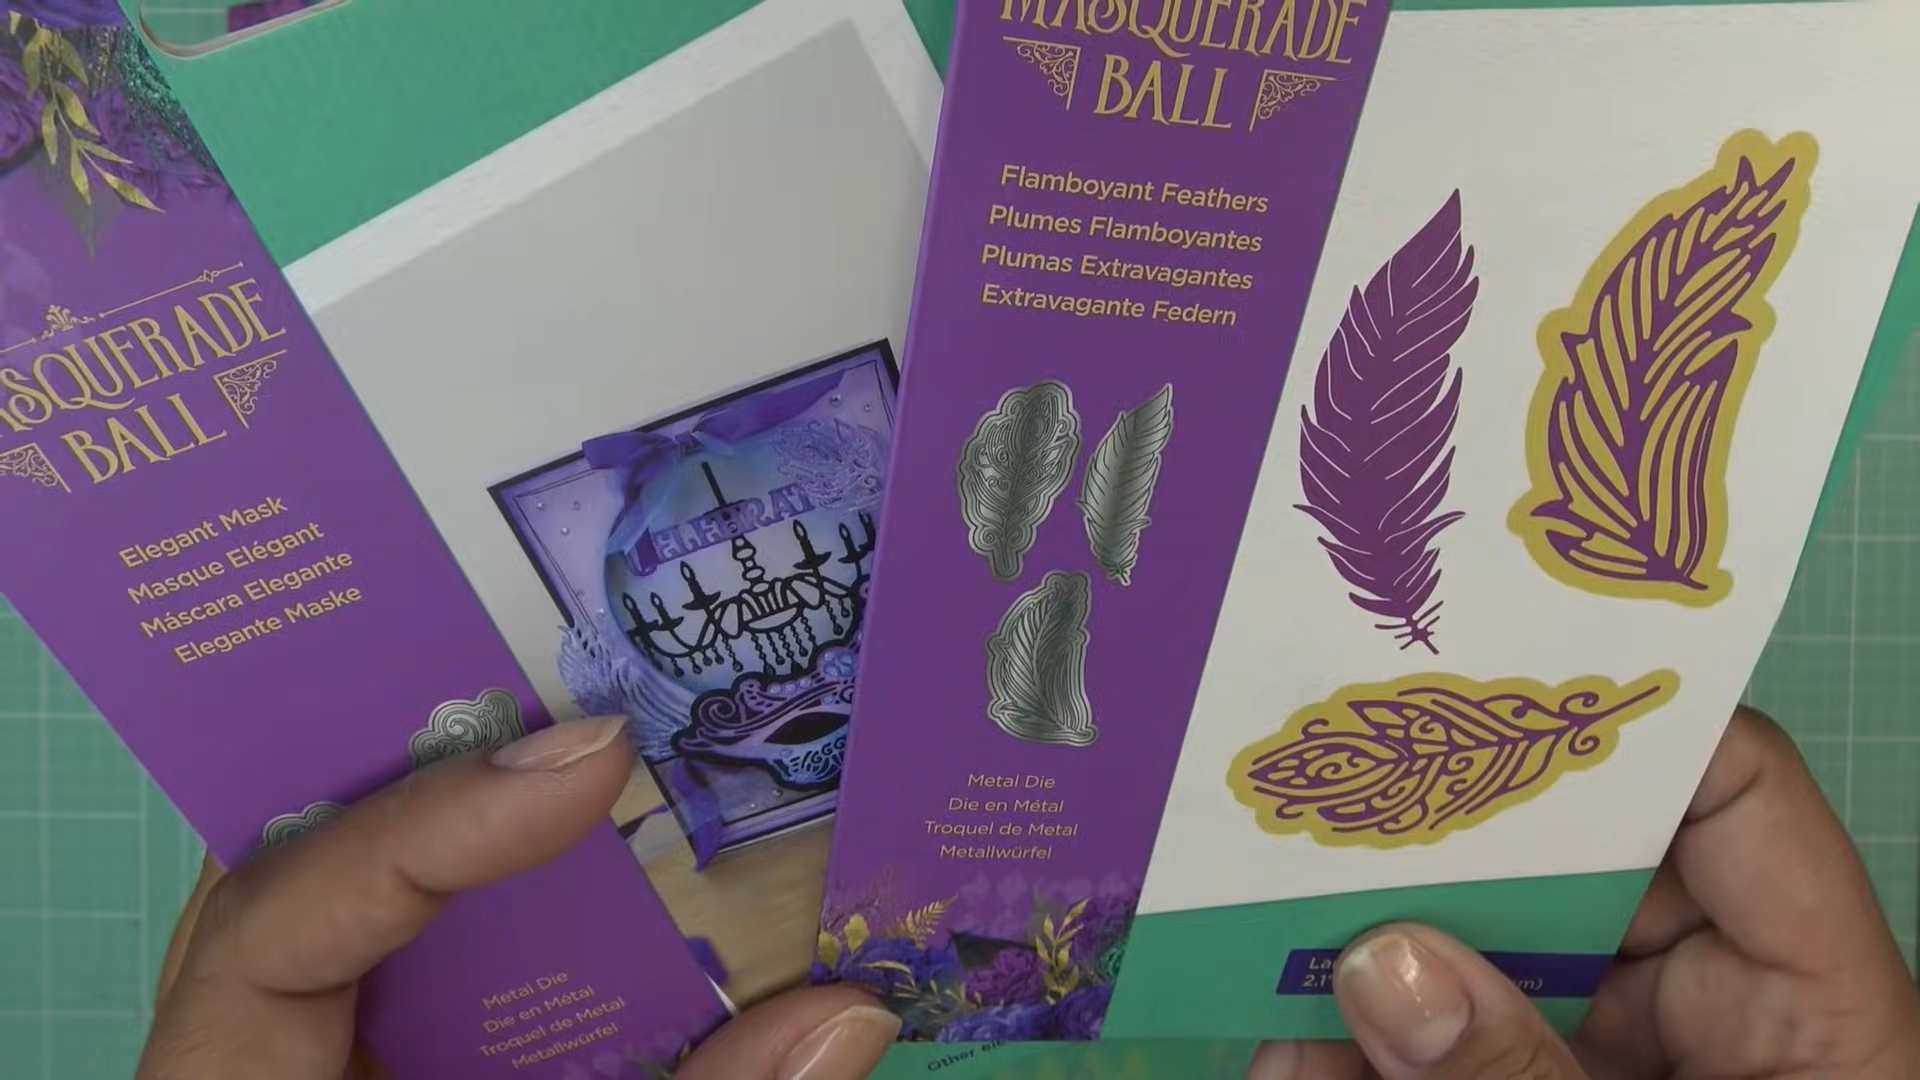 MASQUERADE
BALL
Elegant Mask
Masque Elégant
Máscara Elegante
Elegante Maske
Metal Die
Die en Métal
Troquel de Metal
Metallwürfel
CELEBRAT
MASQUERADE
BALL
Flamboyant Feathers
Plumes Flamboyantes
Plumas Extravagantes
Extravagante Federn
Metal Die
Die en Métal
Troquel de Metal
Metallwürfel
Other